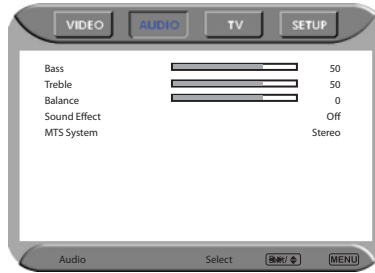 VIDEO AUDIO TV SETUP
Bass 50
Treble 50
Balance 0
Sound Effect Off
MTS System Stereo
Audio Select MENU